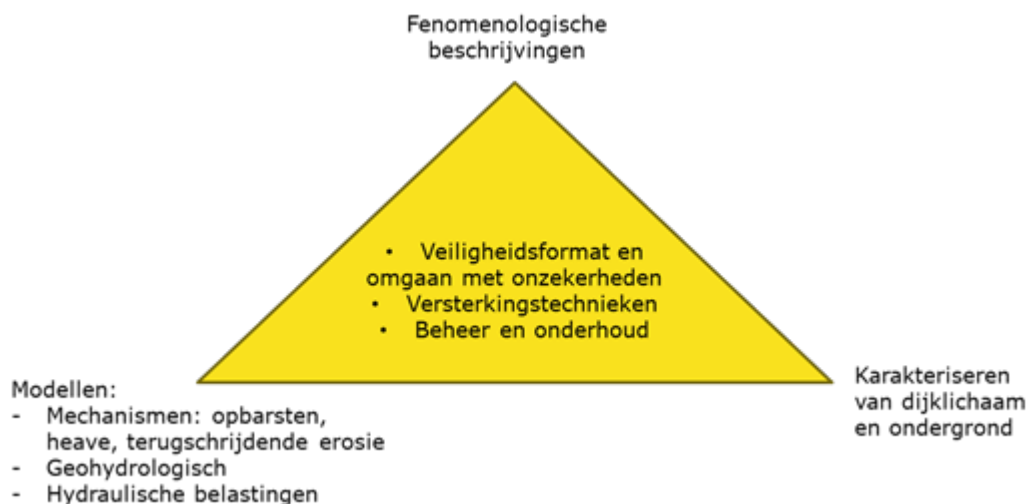 Fenomenologische
beschrijvingen
• Veiligheidsformat en
omgaan met onzekerheden
• Versterkingstechnieken
• Beheer en onderhoud
Modellen:
- Mechanismen: opbarsten,
heave, terugschrijdende erosie
- Geohydrologisch
- Hydraulische belastingen
Karakteriseren
van dijklichaam
en ondergrond